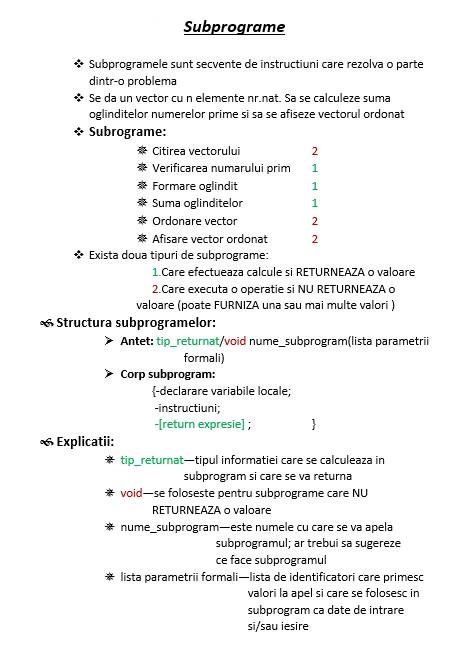 Subprograme
❖ Subprogramele sunt secvente de instructiuni care rezolva o parte
dintr-o problema
❖ Se da un vector cu n elemente nr.nat. Sa se calculeze suma
oglinditelor numerelor prime si sa se afiseze vectorul ordonat
❖ Subrograme:
Citirea vectorului 2
Verificarea numarului prim 1
Formare oglindit 1
Suma oglinditelor 1
Ordonare vector 2
Afisare vector ordonat 2
❖ Exista doua tipuri de subprograme:
1.Care efectueaza calcule si RETURNEAZA o valoare
2.Care executa o operatie si NU RETURNEAZA o
valoare (poate FURNIZA una sau mai multe valori )
Structura subprogramelor:
➤ Antet: tip_returnat/void nume_subprogram(lista parametrii
formali)
➤ Corp subprogram:
{-declarare variabile locale;
-instructiuni;
-[return expresie] ; }
Explicatii:
tip_returnat—tipul informatiei care se calculeaza in
subprogram si care se va returna
void—se foloseste pentru subprograme care NU
RETURNEAZA o valoare
nume_subprogram—este numele cu care se va apela
subprogramul; ar trebui sa sugereze
ce face subprogramul
lista parametrii formali—lista de identificatori care primesc
valori la apel si care se folosesc in
subprogram ca date de intrare
si/sau iesire